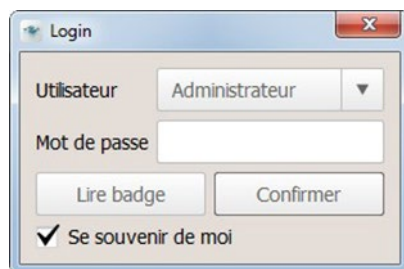 Login
Utilisateur Administrateur
Mot de passe
Lire badge Confirmer
Se souvenir de moi